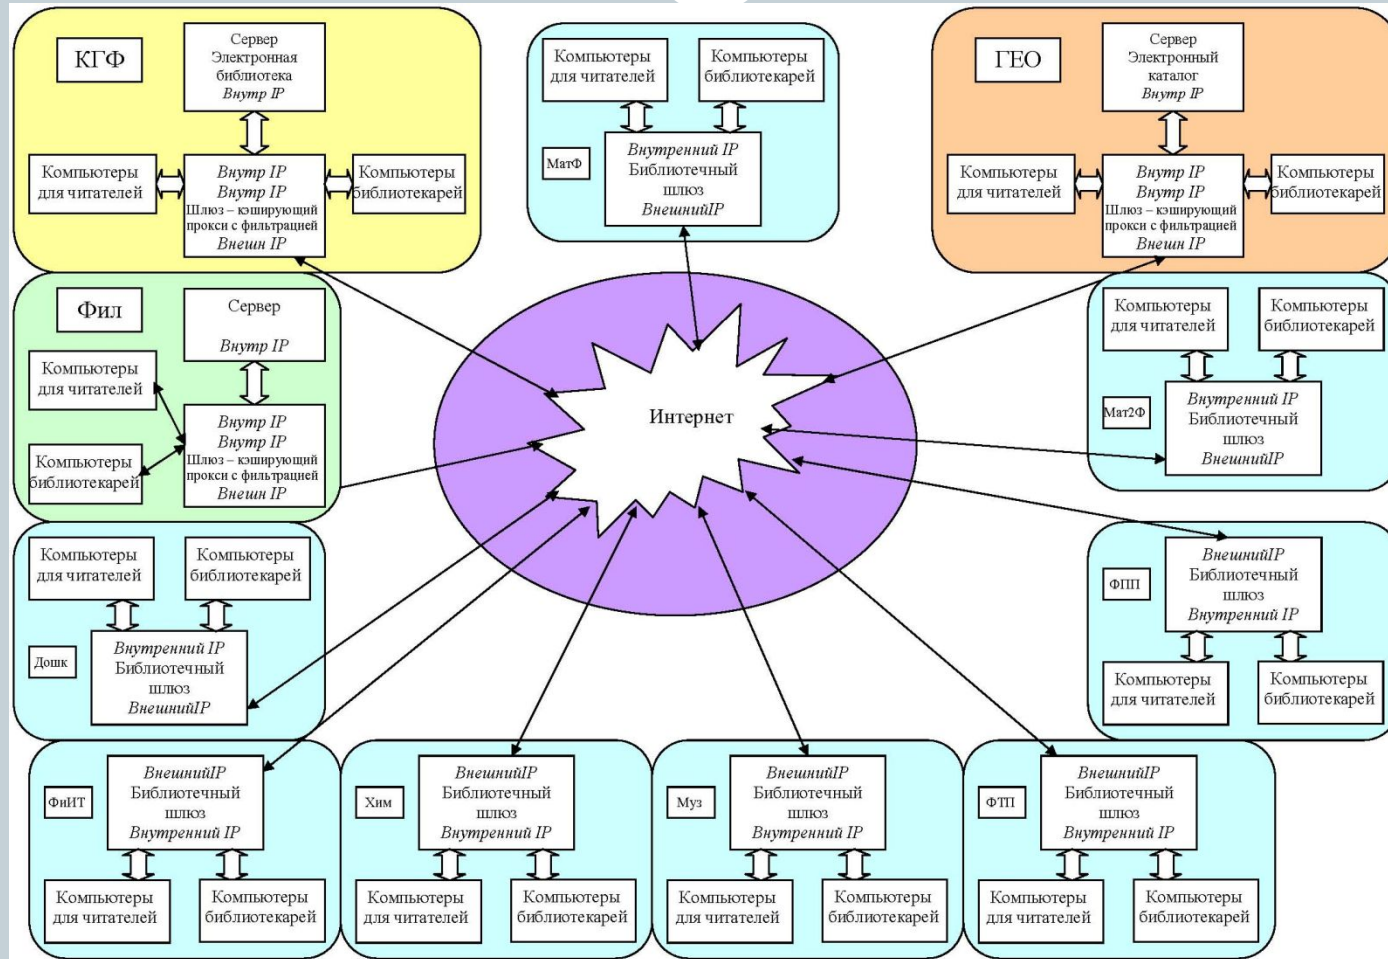 КГФ
Сервер
Электронная
библиотека
Внутр IP
Компьютеры
для читателей
Внутр IP
Внутр IP
Шлюз – кэширующий
прокси с фильтрацией
Внешн IP
Компьютеры
библиотекарей
Компьютеры
для читателей
Компьютеры
библиотекарей
МатФ
Внутренний IP
Библиотечный
шлюз
ВнешнийIP
ГЕО
Сервер
Электронный
каталог
Внутр IP
Компьютеры
для читателей
Внутр IP
Внутр IP
Шлюз – кэширующий
прокси с фильтрацией
Внешн IP
Компьютеры
библиотекарей
Фил
Сервер
Внутр IP
Компьютеры
для читателей
Компьютеры
библиотекарей
Внутр IP
Внутр IP
Шлюз – кэширующий
прокси с фильтрацией
Внешн IP
Интернет
Компьютеры
для читателей
Компьютеры
библиотекарей
Мат2Ф
Внутренний IP
Библиотечный
шлюз
ВнешнийIP
Компьютеры
для читателей
Компьютеры
библиотекарей
Дошк
Внутренний IP
Библиотечный
шлюз
ВнешнийIP
ФПП
ВнешнийIP
Библиотечный
шлюз
Внутренний IP
Компьютеры
для читателей
Компьютеры
библиотекарей
ФиИТ
ВнешнийIP
Библиотечный
шлюз
Внутренний IP
Компьютеры
для читателей
Компьютеры
библиотекарей
Хим
ВнешнийIP
Библиотечный
шлюз
Внутренний IP
Компьютеры
для читателей
Компьютеры
библиотекарей
Муз
ВнешнийIP
Библиотечный
шлюз
Внутренний IP
Компьютеры
для читателей
Компьютеры
библиотекарей
ФТП
ВнешнийIP
Библиотечный
шлюз
Внутренний IP
Компьютеры
для читателей
Компьютеры
библиотекарей